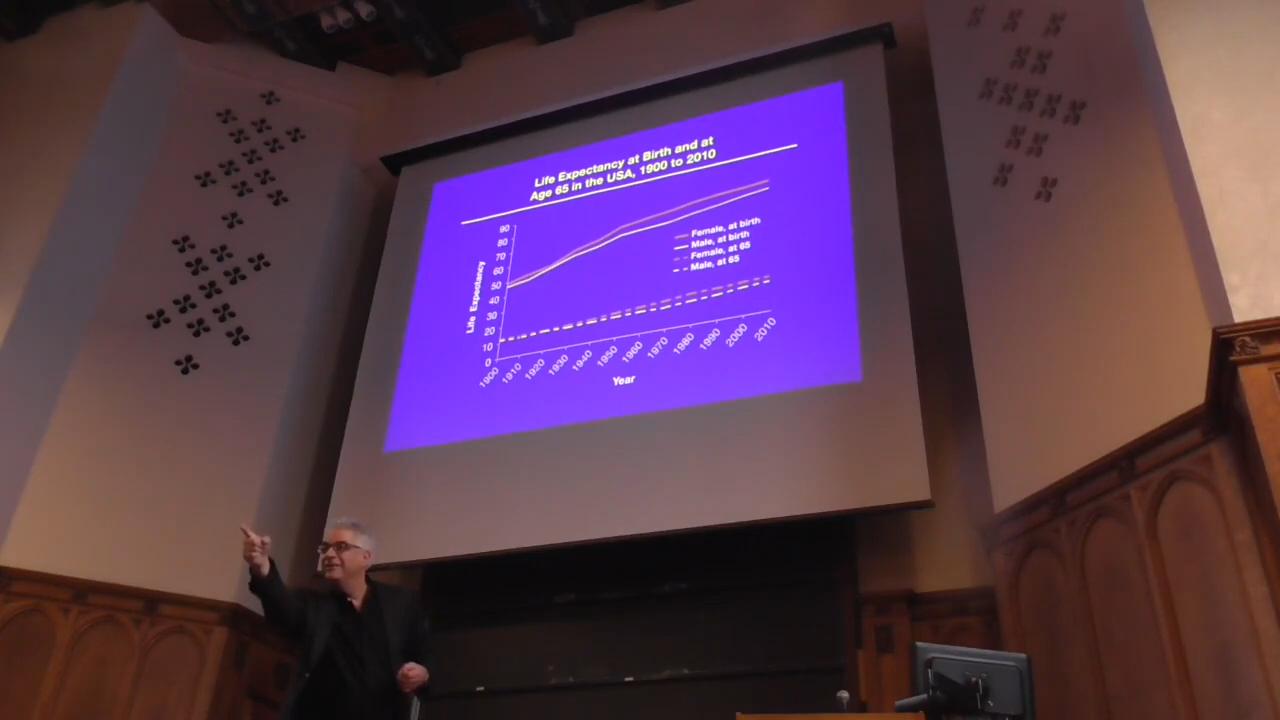 Life Expectancy at Birth and at
Age 65 in the USA, 1900 to 2010
Life Expectancy
90
80
70
60
50
40
30
20
10
0
Female, at birth
Male, at birth
Female, at 65
Male, at 65
1900 1910 1920 1930 1940 1950 1960 1970 1980 1990 2000 2010
Year